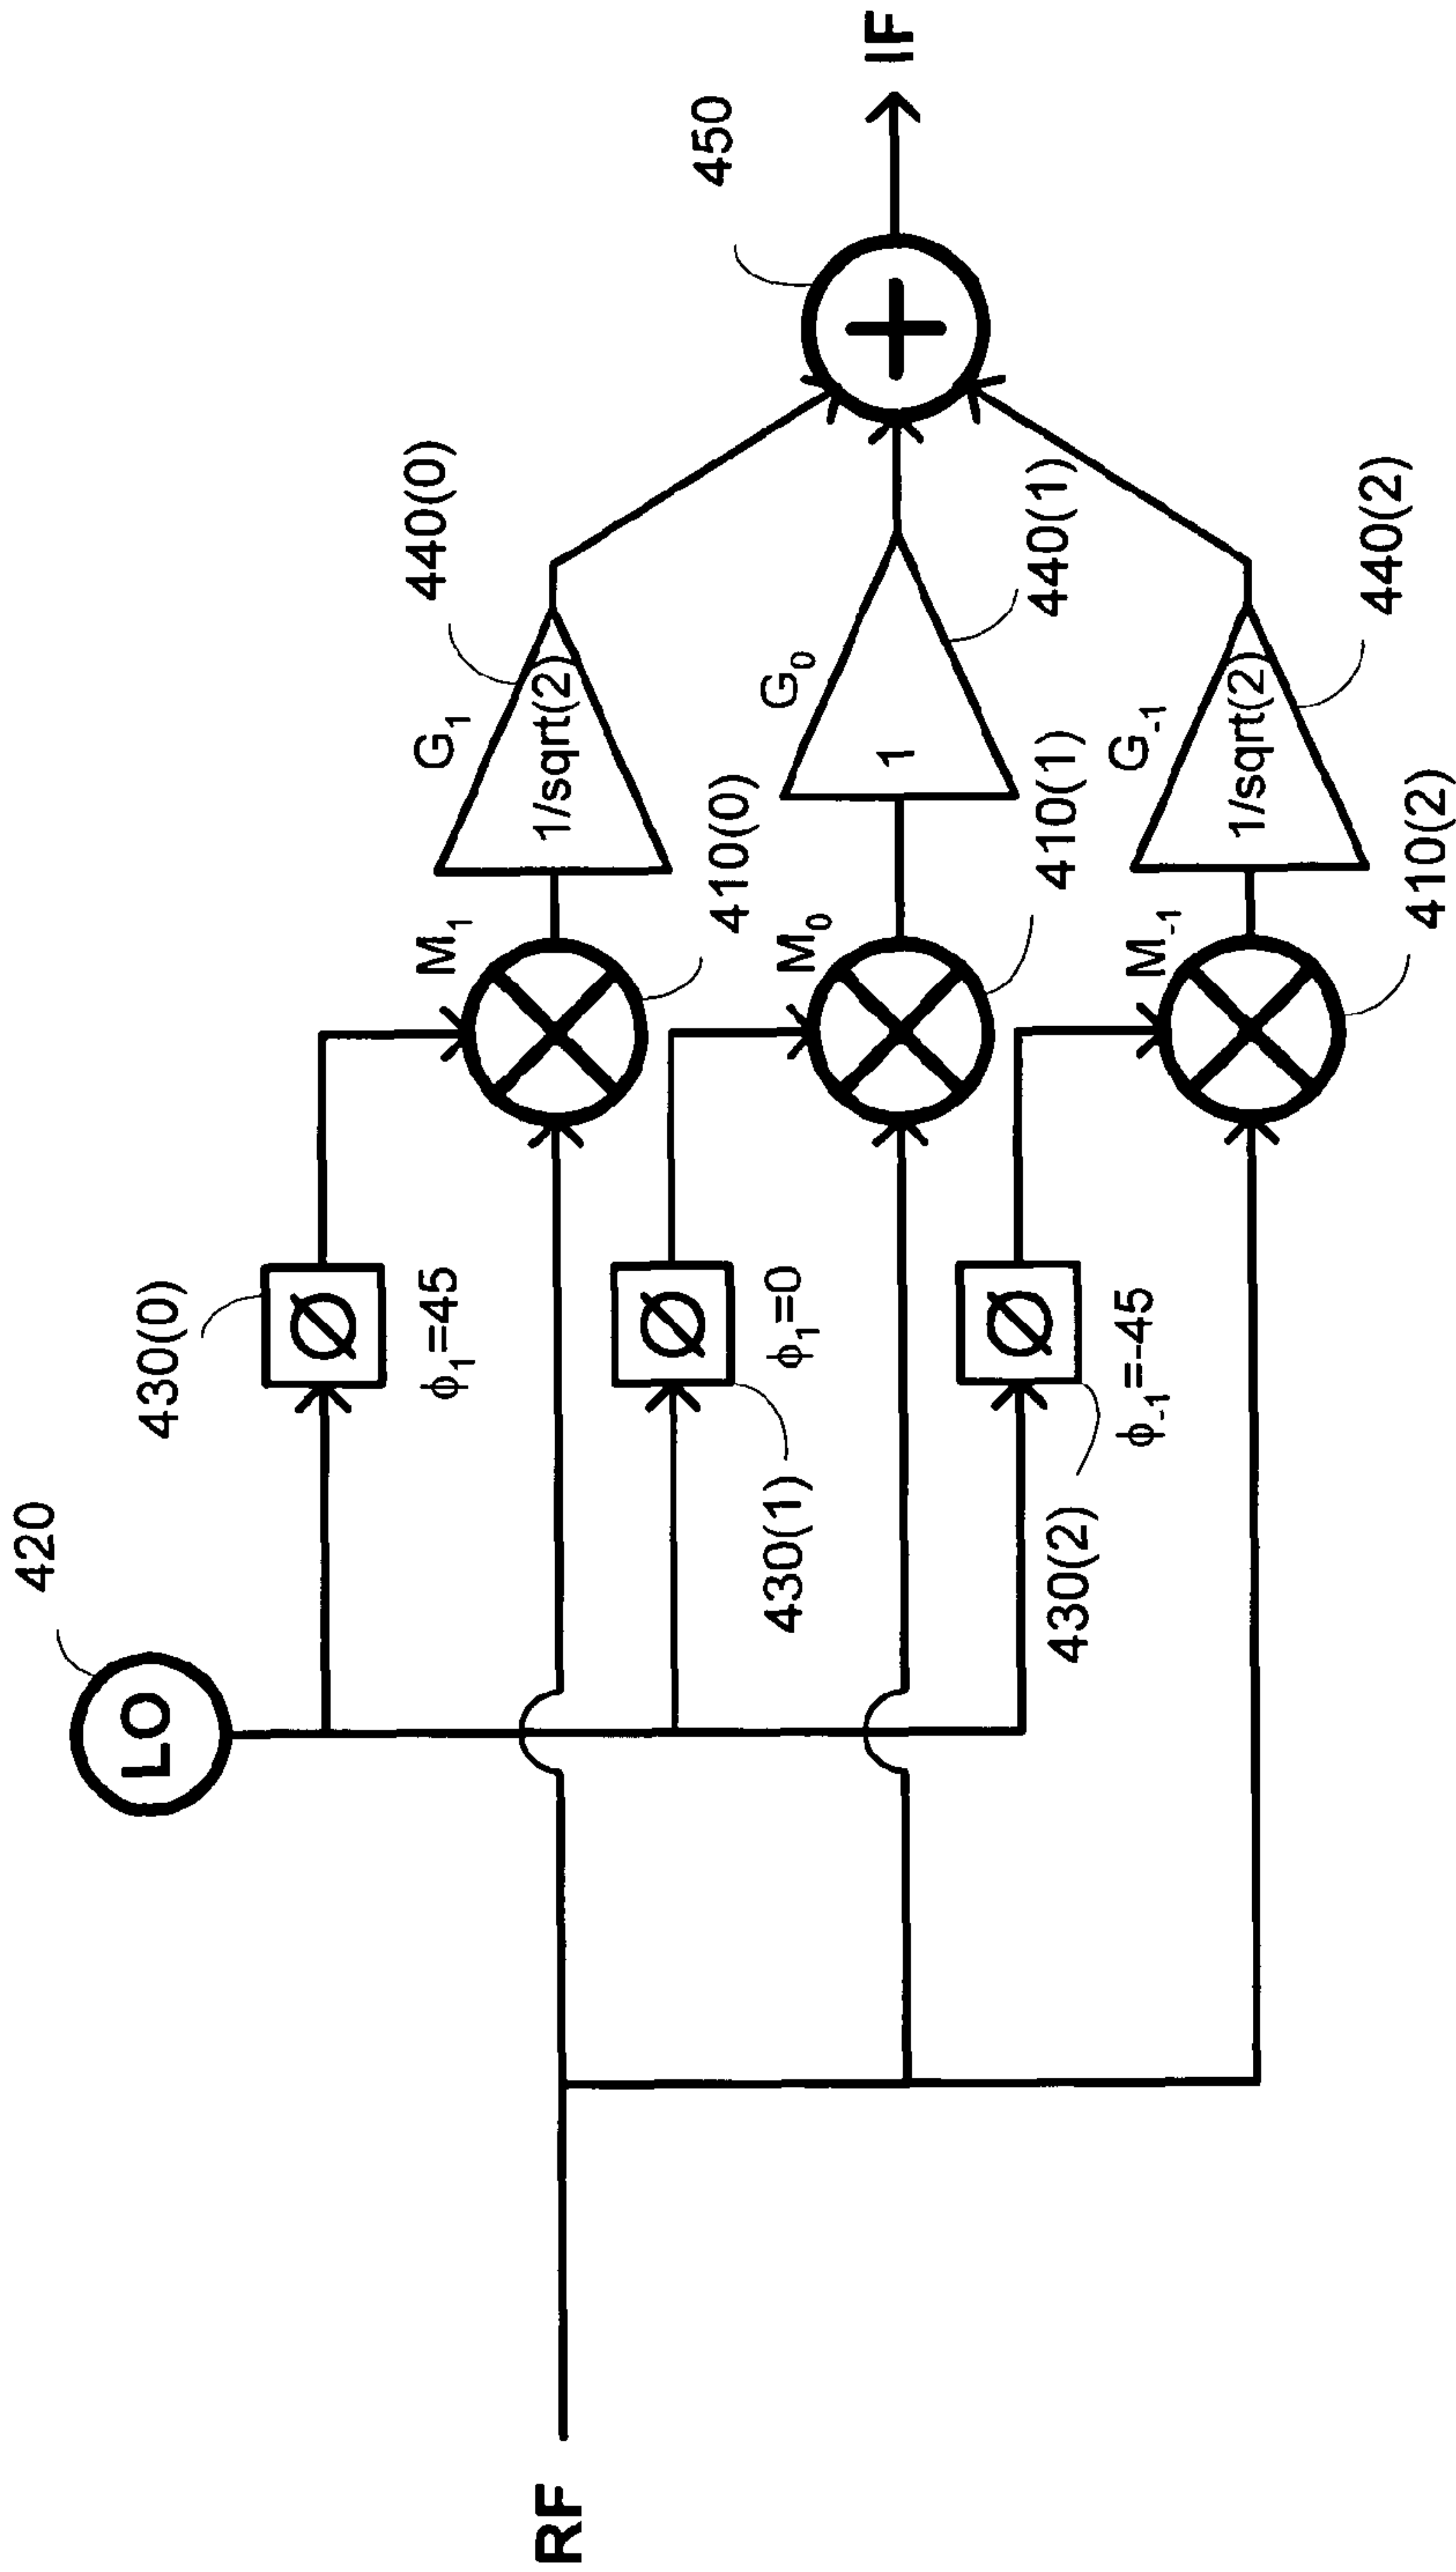 420
LO
430(0)
Ø
ϕ1=45
M1
410(0)
G1
1/sqrt(2)
440(0)
430(1)
Ø
ϕ1=0
M0
410(1)
G0
1
440(1)
430(2)
Ø
ϕ-1=-45
M-1
410(2)
G-1
1/sqrt(2)
440(2)
450
+
RF
IF